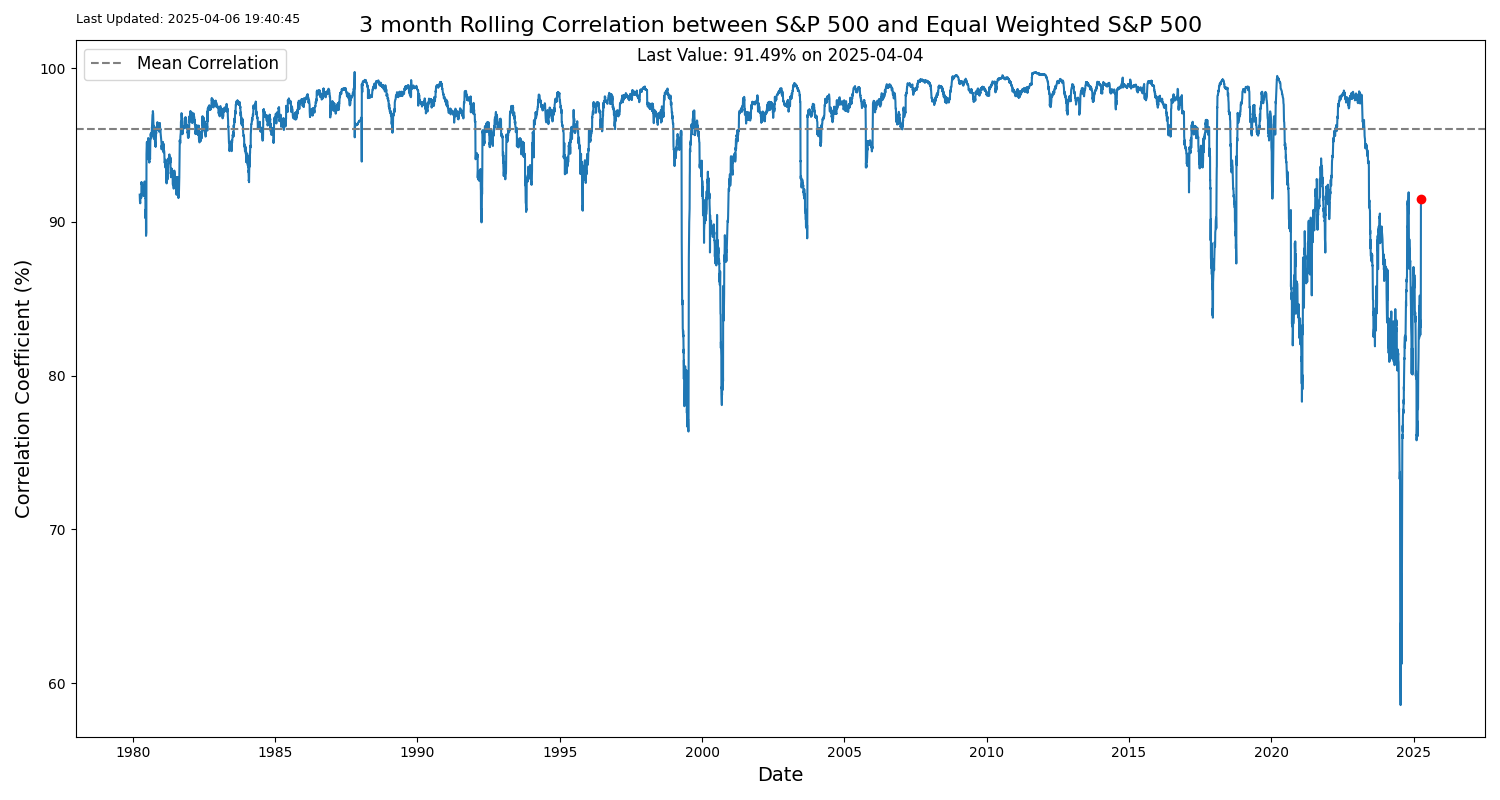 Last Updated: 2025-04-06 19:40:45
3 month Rolling Correlation between S&P 500 and Equal Weighted S&P 500
Last Value: 91.49% on 2025-04-04
Mean Correlation
Correlation Coefficient (%)
100
90
80
70
60
1980
1985
1990
1995
2000
2005
2010
2015
2020
2025
Date